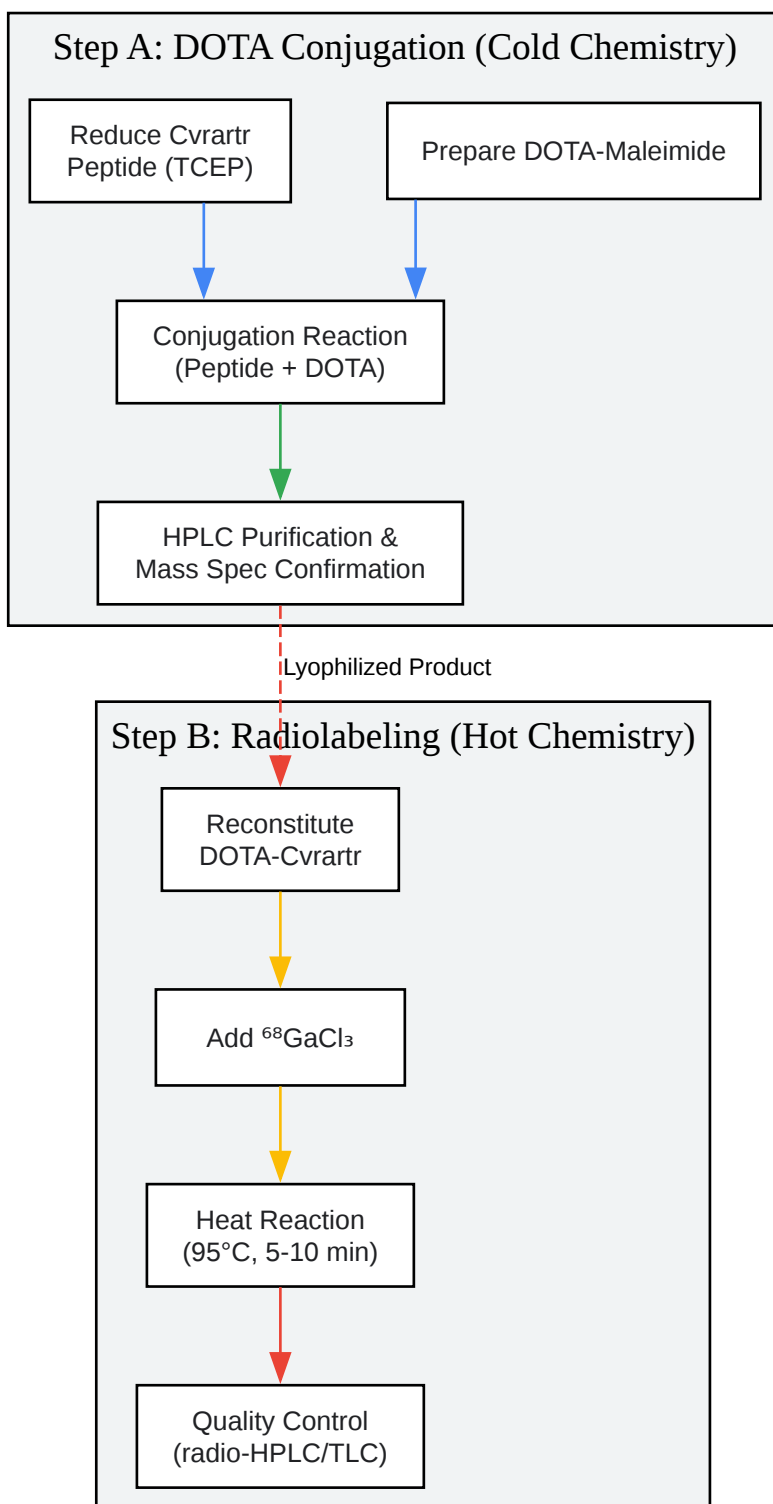 Step A: DOTA Conjugation (Cold Chemistry)
Reduce Cvrartr
Peptide (TCEP)
Prepare DOTA-Maleimide
Conjugation Reaction
(Peptide + DOTA)
HPLC Purification &
Mass Spec Confirmation
Lyophilized Product
Step B: Radiolabeling (Hot Chemistry)
Reconstitute
DOTA-Cvrartr
Add ⁶⁸GaCl₃
Heat Reaction
(95°C, 5-10 min)
Quality Control
(radio-HPLC/TLC)